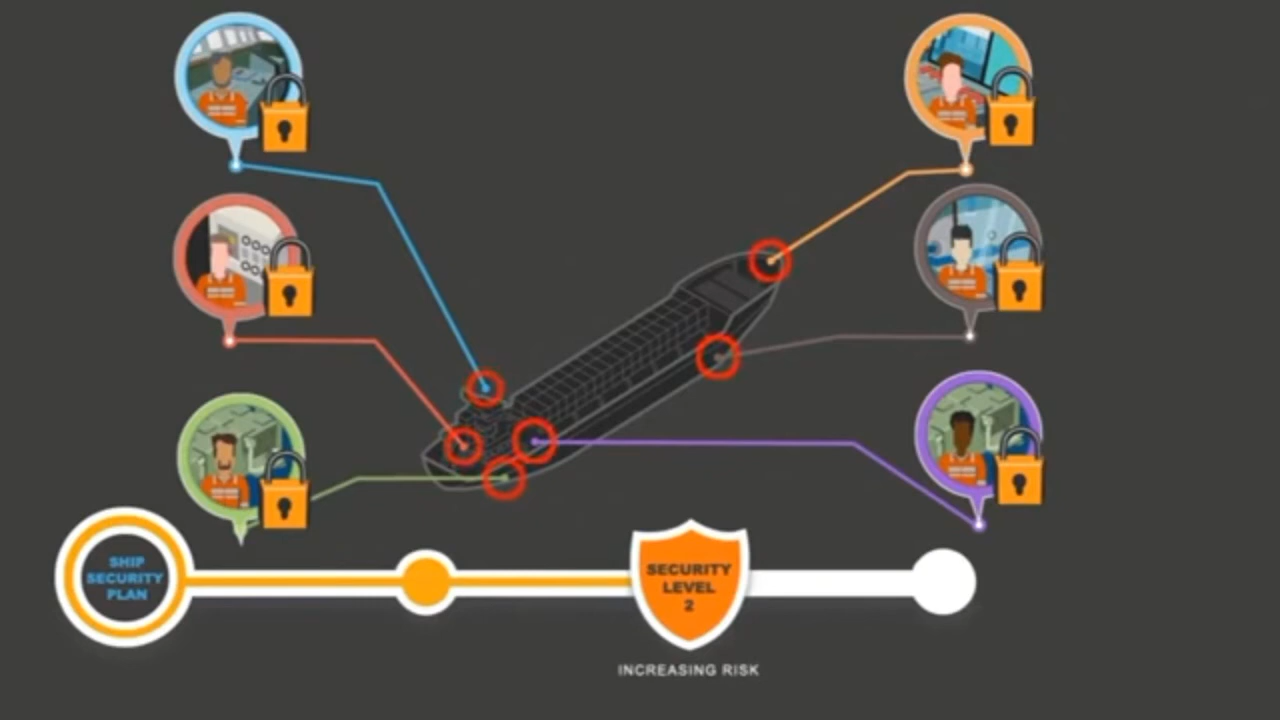 SHIP
SECURITY
PLAN
SECURITY
LEVEL
2
INCREASING RISK